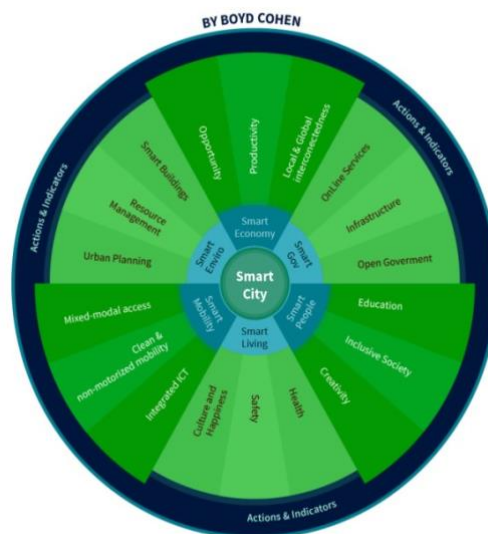 BY BOYD COHEN
Actions & Indicators
Actions & Indicators
Opportunity
Productivity
Local & Global
interconectedness
Smart Buildings
Resource
Management
Urban Planning
OnLine Services
Infrastructure
Open Goverment
Smart
Economy
Smart
Enviro
Smart
Gov
Smart
City
Smart
Mobility
Smart
People
Smart
Living
Mixed-modal access
Clean &
non-motorized mobility
Integrated ICT
Education
Inclusive Society
Creativity
Culture and
Happiness
Safety
Health
Actions & Indicators